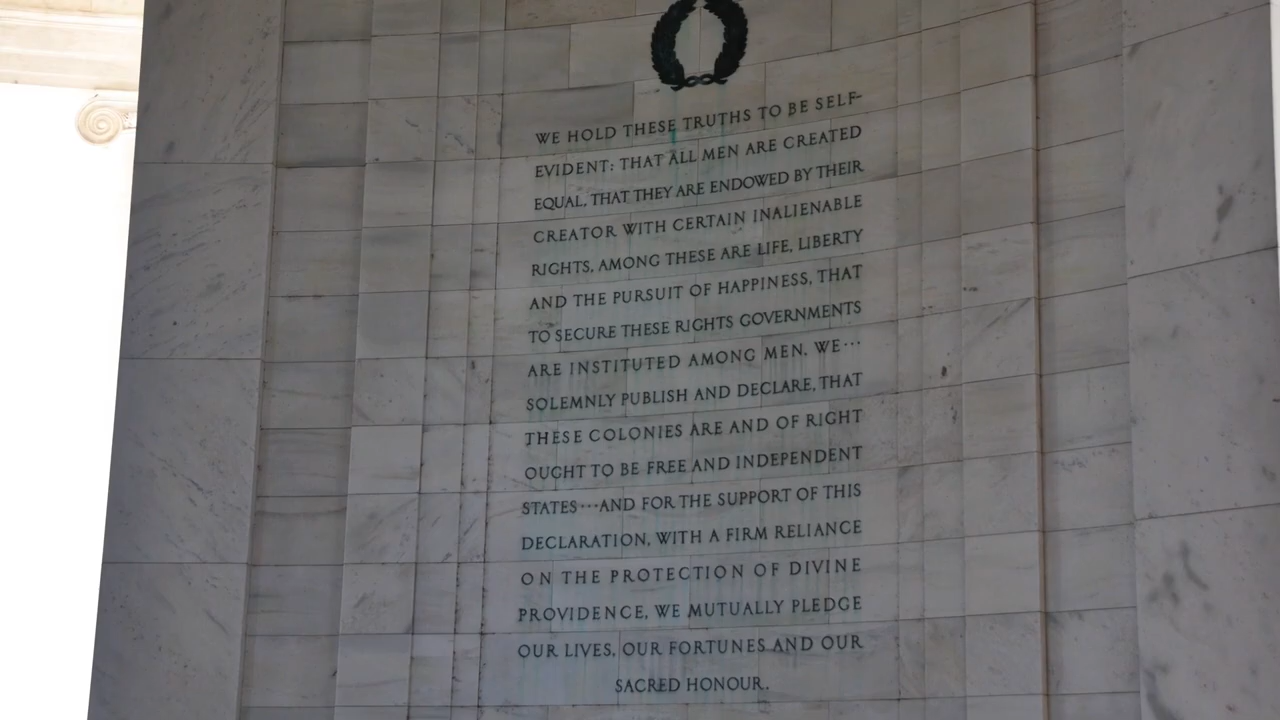 WE HOLD THESE TRUTHS TO BE SELF-
EVIDENT: THAT ALL MEN ARE CREATED
EQUAL, THAT THEY ARE ENDOWED BY THEIR
CREATOR WITH CERTAIN INALIENABLE
RIGHTS, AMONG THESE ARE LIFE, LIBERTY
AND THE PURSUIT OF HAPPINESS, THAT
TO SECURE THESE RIGHTS GOVERNMENTS
ARE INSTITUTED AMONG MEN. WE···
SOLEMNLY PUBLISH AND DECLARE, THAT
THESE COLONIES ARE AND OF RIGHT
OUGHT TO BE FREE AND INDEPENDENT
STATES···AND FOR THE SUPPORT OF THIS
DECLARATION, WITH A FIRM RELIANCE
ON THE PROTECTION OF DIVINE
PROVIDENCE, WE MUTUALLY PLEDGE
OUR LIVES, OUR FORTUNES AND OUR
SACRED HONOUR.